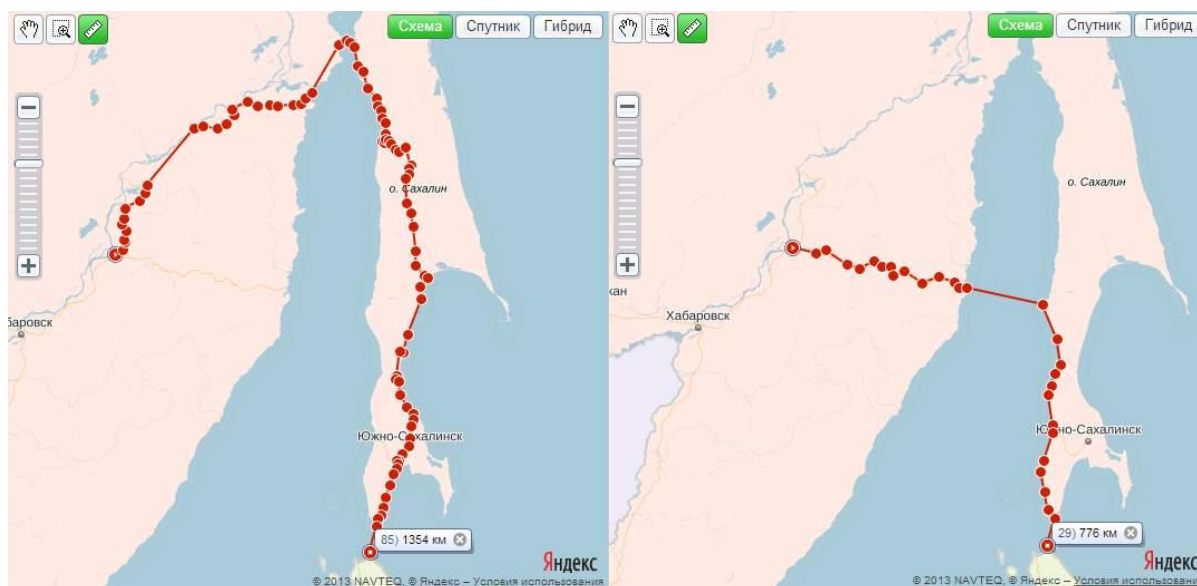 Схема Спутник Гибрид
о. Сахалин
баровск
Южно-Сахалинск
85) 1354 км
Яндекс
© 2013 NAVTEQ, © Яндекс – Условия использования
Схема Спутник Гибрид
о. Сахалин
кан
Хабаровск
Южно-Сахалинск
29) 776 км
Яндекс
© 2013 NAVTEQ, © Яндекс – Условия использования